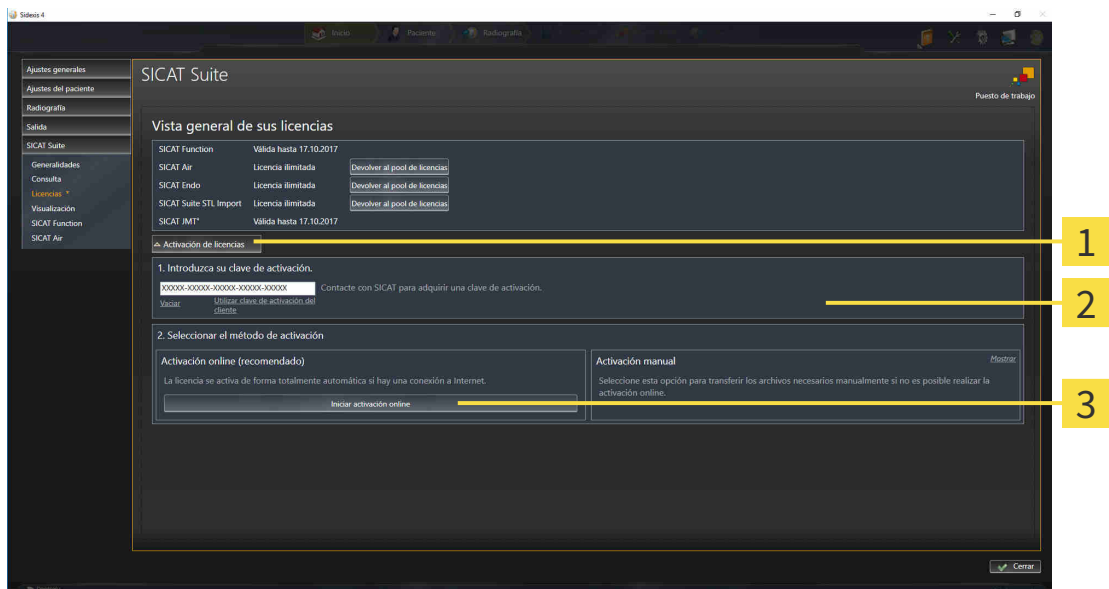 Sidexis 4
Inicio Paciente Radiografía
Ajustes generales
Ajustes del paciente
Radiografía
Salida
SICAT Suite
Generalidades
Consulta
Licencias
Visualización
SICAT Function
SICAT Air
SICAT Suite
Puesto de trabajo
Vista general de sus licencias
SICAT Function Válida hasta 17.10.2017
SICAT Air Licencia ilimitada Devolver al pool de licencias
SICAT Endo Licencia ilimitada Devolver al pool de licencias
SICAT Suite STL Import Licencia ilimitada Devolver al pool de licencias
SICAT JMT⁺ Válida hasta 17.10.2017
Activación de licencias
1. Introduzca su clave de activación.
XXXXX-XXXXX-XXXXX-XXXXX-XXXXX Contacte con SICAT para adquirir una clave de activación.
Vaciar Utilizar clave de activación del
cliente
2. Seleccionar el método de activación
Activación online (recomendado)
La licencia se activa de forma totalmente automática si hay una conexión a Internet.
Iniciar activación online
Activación manual Mostrar
Seleccione esta opción para transferir los archivos necesarios manualmente si no es posible realizar la
activación online.
Cerrar
1
2
3